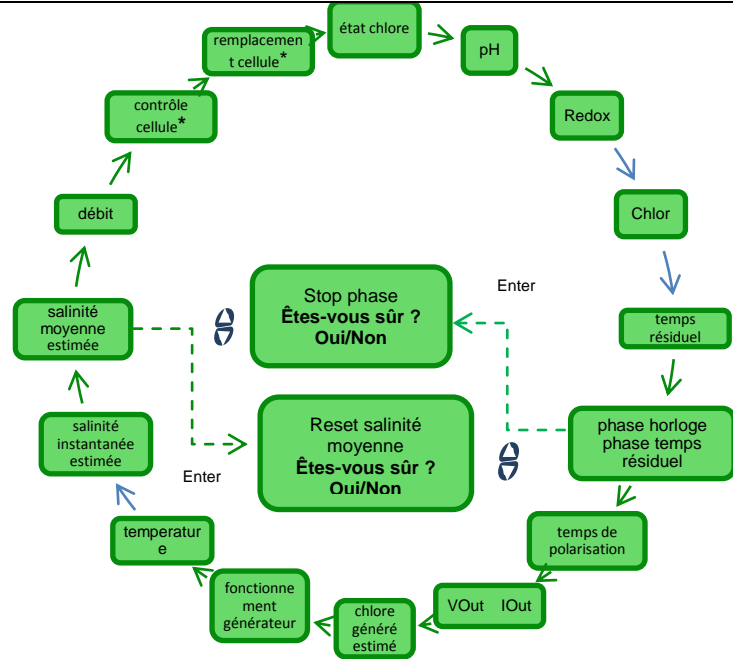 état chlore
pH
Redox
Chlor
temps
résiduel
phase horloge
phase temps
résiduel
temps de
polarisation
VOut IOut
chlore
généré
estimé
fonctionne
ment
générateur
temperatur
e
salinité
instantanée
estimée
salinité
moyenne
estimée
débit
contrôle
cellule*
remplacemen
t cellule*
Enter
Stop phase
Êtes-vous sûr ?
Oui/Non
Reset salinité
moyenne
Êtes-vous sûr ?
Oui/Non
Enter